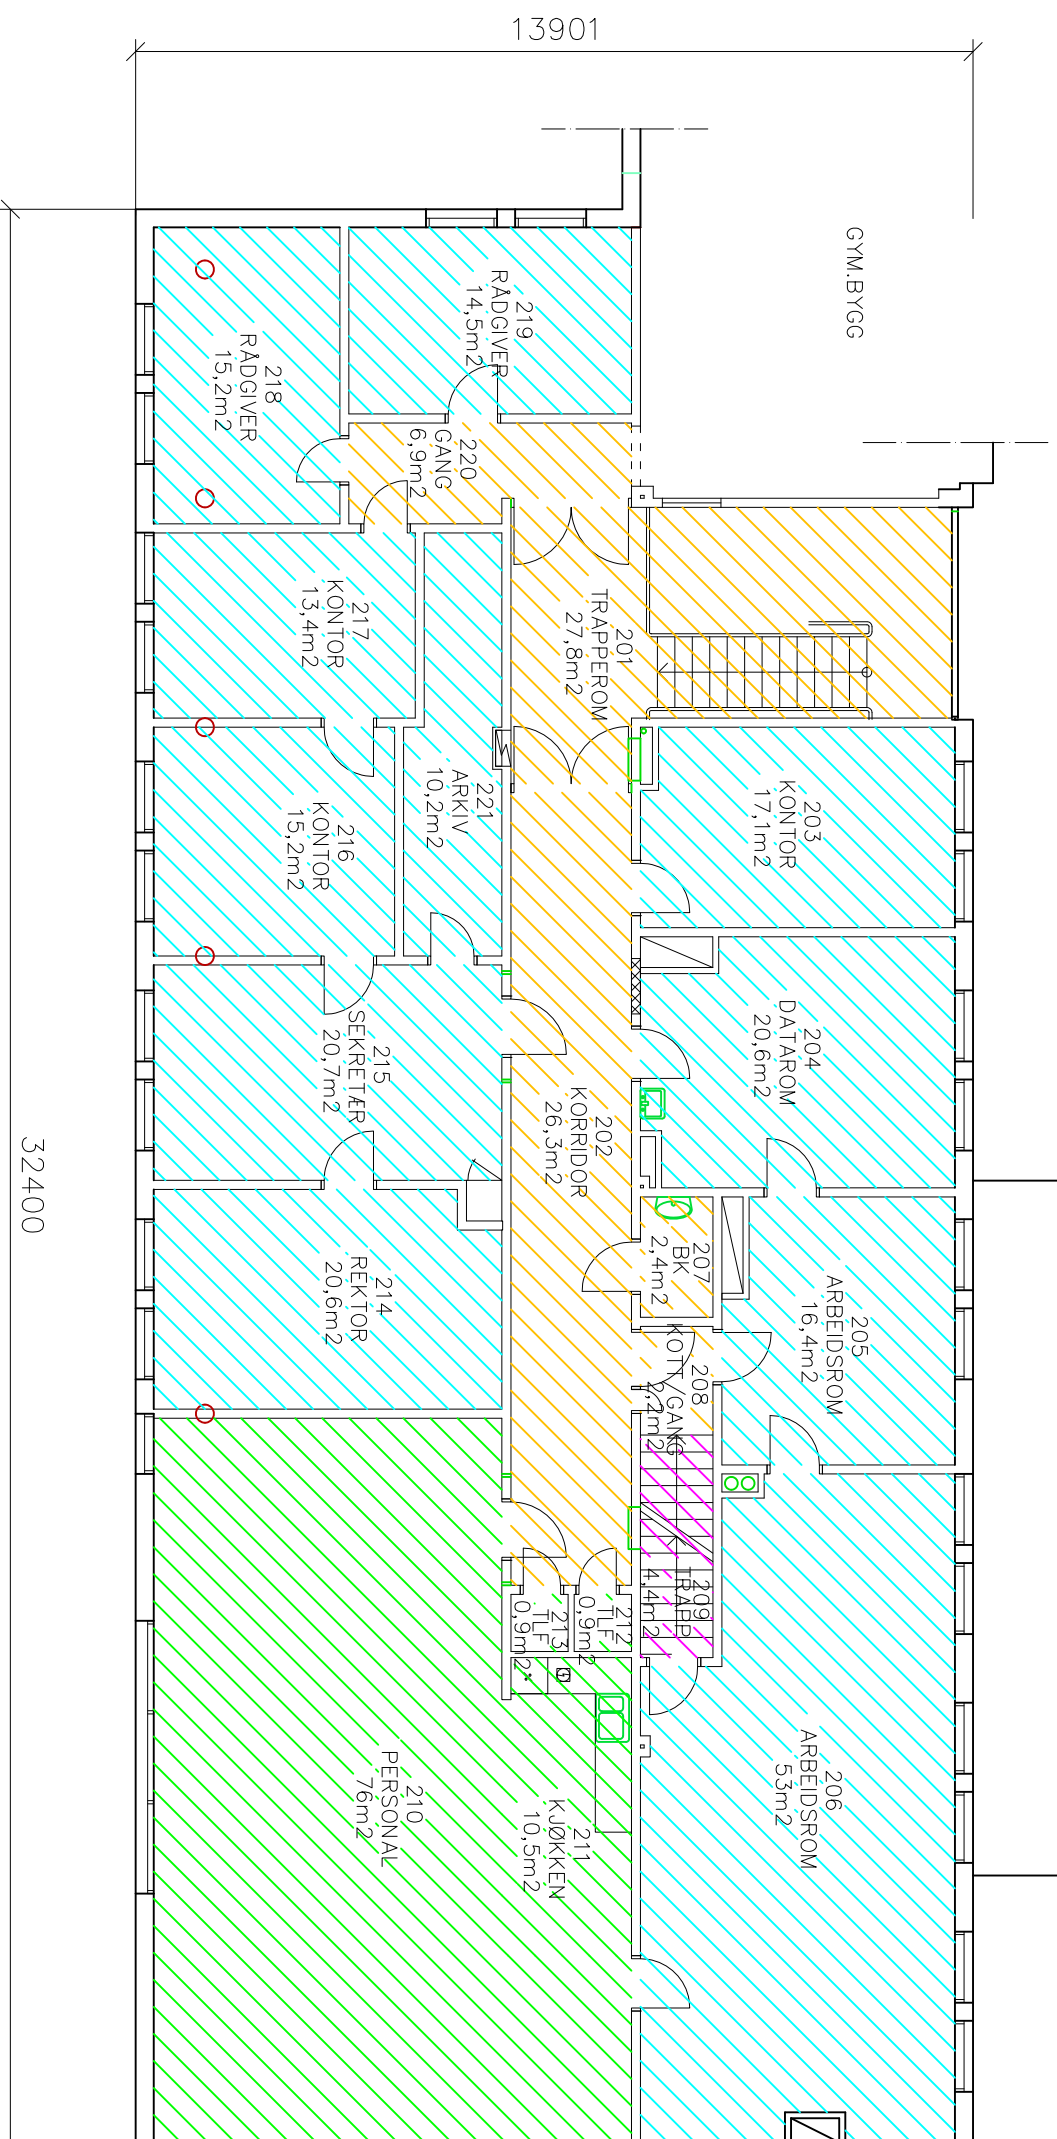 13901
GYM.BYGG
219
RÅDGIVER
14,5m2
218
RÅDGIVER
15,2m2
220
GANG
6,9m2
201
TRAPPEROM
27,8m2
217
KONTOR
13,4m2
203
KONTOR
17,1m2
221
ARKIV
10,2m2
216
KONTOR
15,2m2
204
DATAROM
20,6m2
215
SEKRETÆR
20,7m2
202
KORRIDOR
26,3m2
32400
207
BK
2,4m2
214
REKTOR
20,6m2
205
ARBEIDSROM
16,4m2
208
KOTT/GANG
2,2m2
209
TRAPP
4,4m2
212
TLF
0,9m2
213
TLF
0,9m2
206
ARBEIDSROM
53m2
210
PERSONAL
76m2
211
KJØKKEN
10,5m2